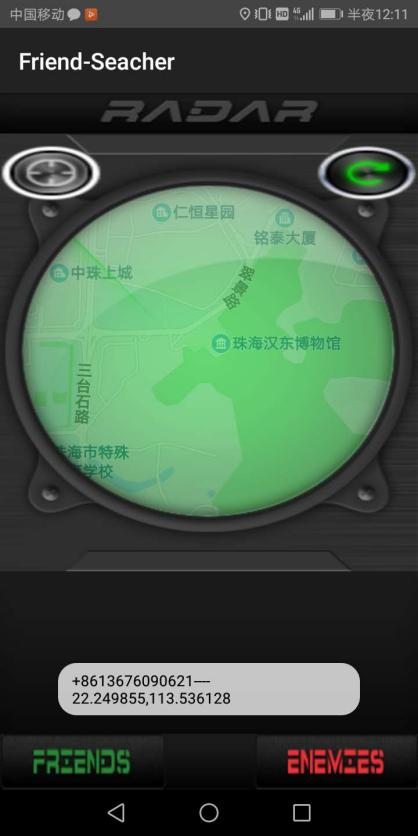 中国移动
HD 4G 半夜12:11
Friend-Seacher
RADAR
仁恒星园
铭泰大厦
中珠上城
翠景路
珠海汉东博物馆
三台石路
珠海市特殊
学校
+8613676090621----
22.249855,113.536128
FRIENDS
ENEMIES